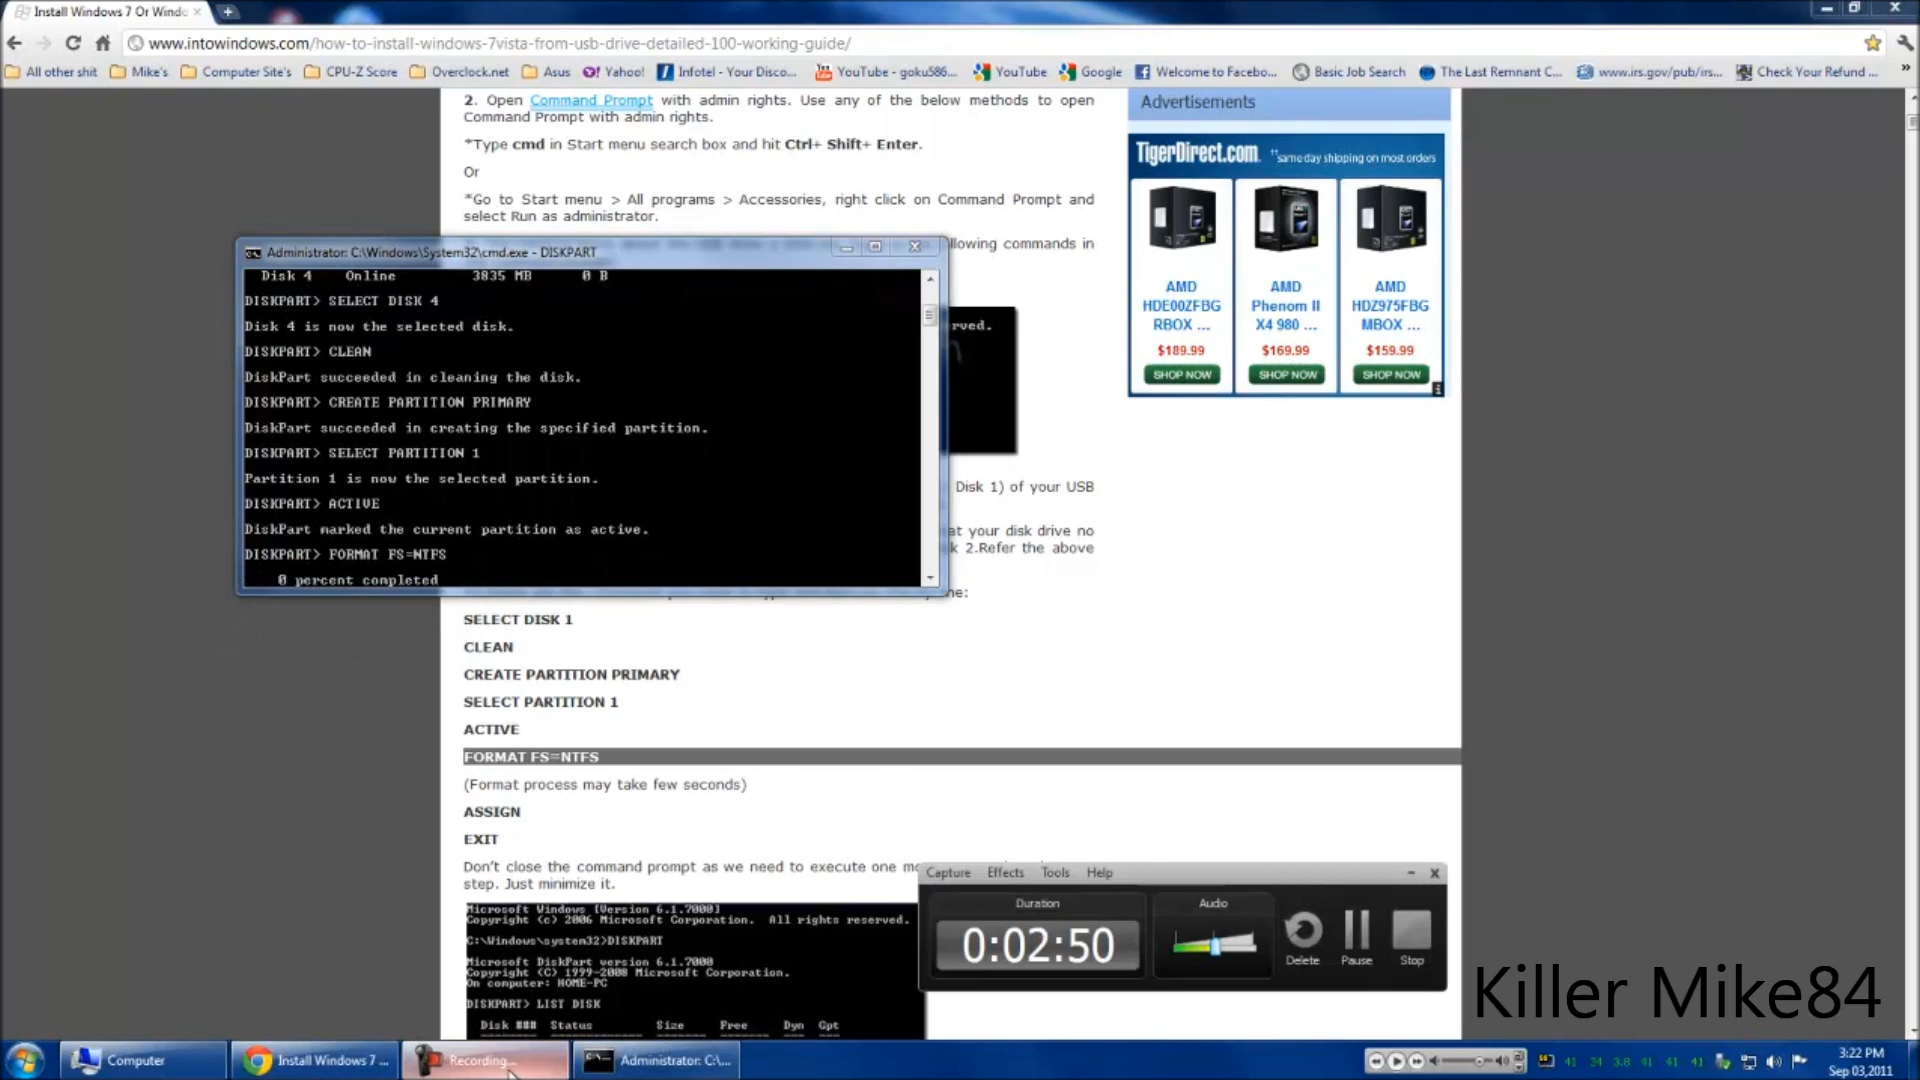 Install Windows 7 Or Windo
www.intowindows.com/how-to-install-windows-7vista-from-usb-drive-detailed-100-working-guide/
All other shit Mike's Computer Site's CPU-Z Score Overclock.net Asus Yahoo! Infotel - Your Disco... YouTube - goku586... YouTube Google Welcome to Facebo... Basic Job Search The Last Remnant C... www.irs.gov/pub/irs... Check Your Refund ... »
2. Open Command Prompt with admin rights. Use any of the below methods to open
Command Prompt with admin rights.
*Type cmd in Start menu search box and hit Ctrl+ Shift+ Enter.
Or
*Go to Start menu > All programs > Accessories, right click on Command Prompt and
select Run as administrator.
llowing commands in
Administrator: C:\Windows\System32\cmd.exe - DISKPART
Disk 4 Online 3835 MB 0 B
DISKPART> SELECT DISK 4
Disk 4 is now the selected disk.
DISKPART> CLEAN
DiskPart succeeded in cleaning the disk.
DISKPART> CREATE PARTITION PRIMARY
DiskPart succeeded in creating the specified partition.
DISKPART> SELECT PARTITION 1
Partition 1 is now the selected partition.
DISKPART> ACTIVE
DiskPart marked the current partition as active.
DISKPART> FORMAT FS=NTFS
0 percent completed
rved.
Disk 1) of your USB
at your disk drive no
k 2.Refer the above
ne:
SELECT DISK 1
CLEAN
CREATE PARTITION PRIMARY
SELECT PARTITION 1
ACTIVE
FORMAT FS=NTFS
(Format process may take few seconds)
ASSIGN
EXIT
Don't close the command prompt as we need to execute one mo
step. Just minimize it.
Microsoft Windows [Version 6.1.7000]
Copyright (c) 2006 Microsoft Corporation. All rights reserved.
C:\Windows\system32>DISKPART
Microsoft DiskPart version 6.1.7000
Copyright (C) 1999-2008 Microsoft Corporation.
On computer: HOME-PC
DISKPART> LIST DISK
Disk ### Status Size Free Dyn Gpt
Advertisements
TigerDirect.com ††same day shipping on most orders
AMD
HDE00ZFBG
RBOX ...
$189.99
SHOP NOW
AMD
Phenom II
X4 980 ...
$169.99
SHOP NOW
AMD
HDZ975FBG
MBOX ...
$159.99
SHOP NOW
Capture Effects Tools Help
Duration
0:02:50
Audio
Delete Pause Stop
Killer Mike84
Computer
Install Windows 7 ...
Recording...
Administrator: C:\...
41 34 3.8 41 41 41
3:22 PM
Sep 03,2011